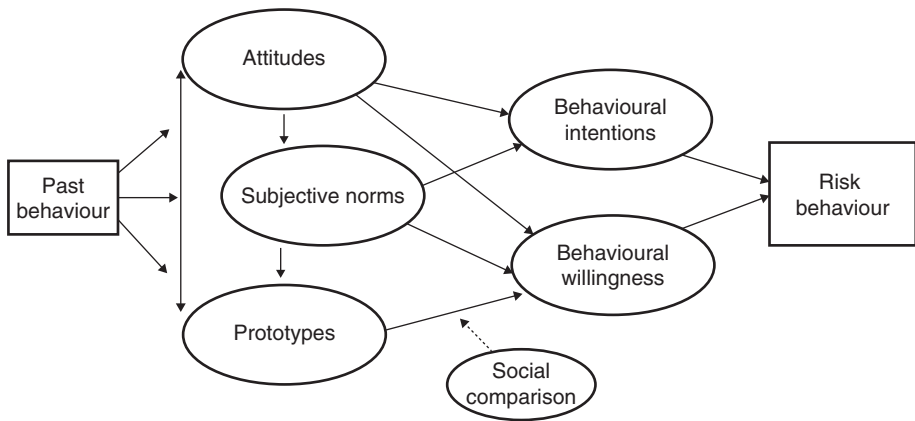 Attitudes
Behavioural
intentions
Past
behaviour
Subjective norms
Risk
behaviour
Behavioural
willingness
Prototypes
Social
comparison